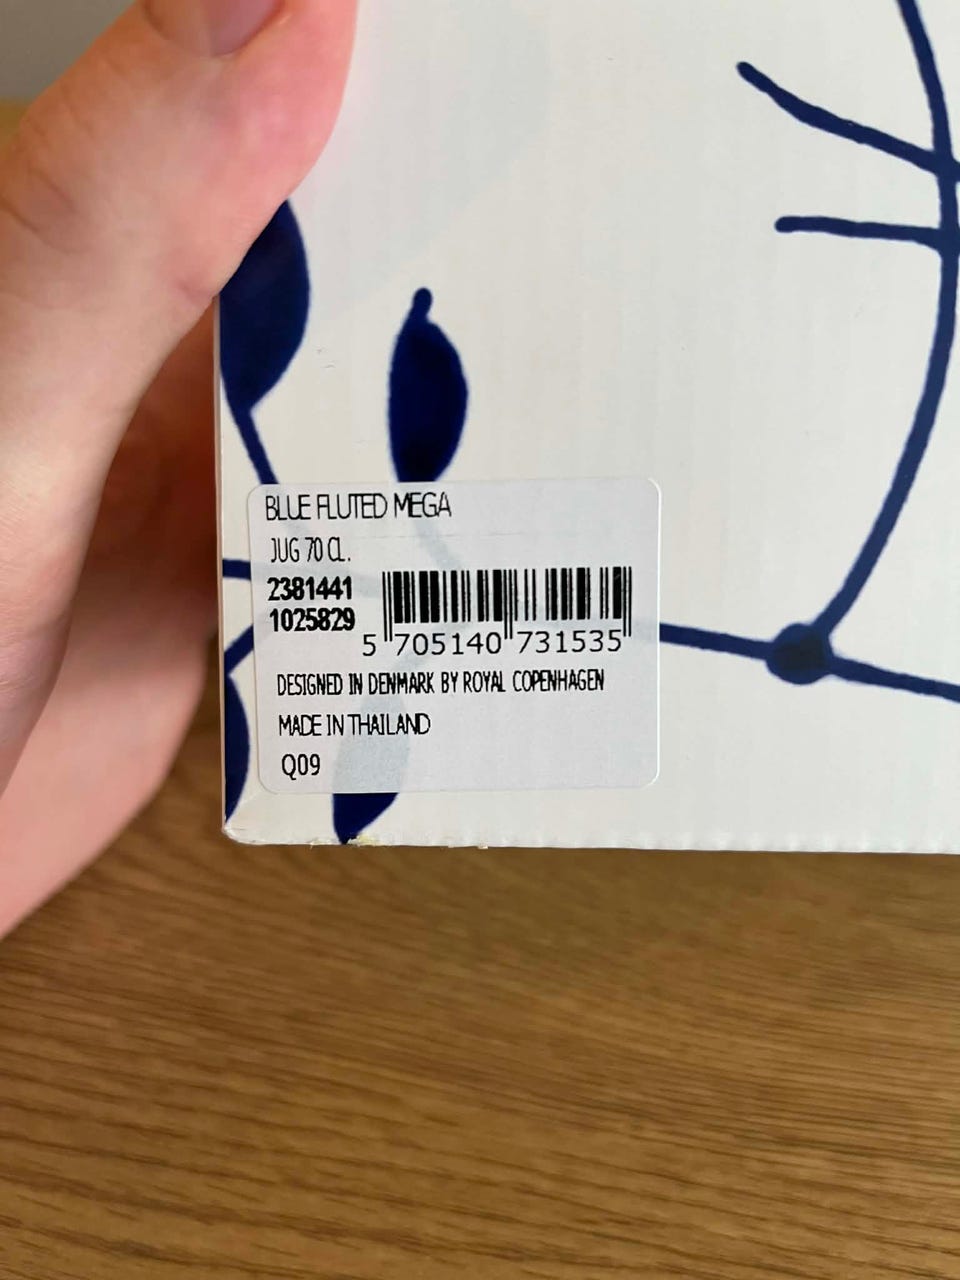 BLUE FLUTED MEGA
JUG 70 CL.
2381441
1025829
5 705140 731535
DESIGNED IN DENMARK BY ROYAL COPENHAGEN
MADE IN THAILAND
Q09